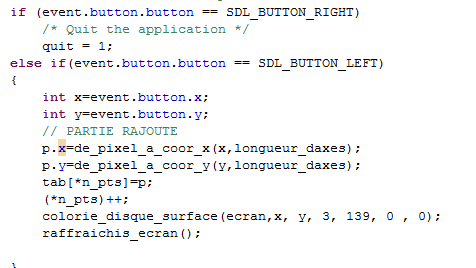 if (event.button.button == SDL_BUTTON_RIGHT)
/* Quit the application */
quit = 1;
else if(event.button.button == SDL_BUTTON_LEFT)
{
int x=event.button.x;
int y=event.button.y;
// PARTIE RAJOUTE
p.x=de_pixel_a_coor_x(x,longueur_daxes);
p.y=de_pixel_a_coor_y(y,longueur_daxes);
tab[*n_pts]=p;
(*n_pts)++;
colorie_disque_surface(ecran,x, y, 3, 139, 0 , 0);
raffraichis_ecran();
}